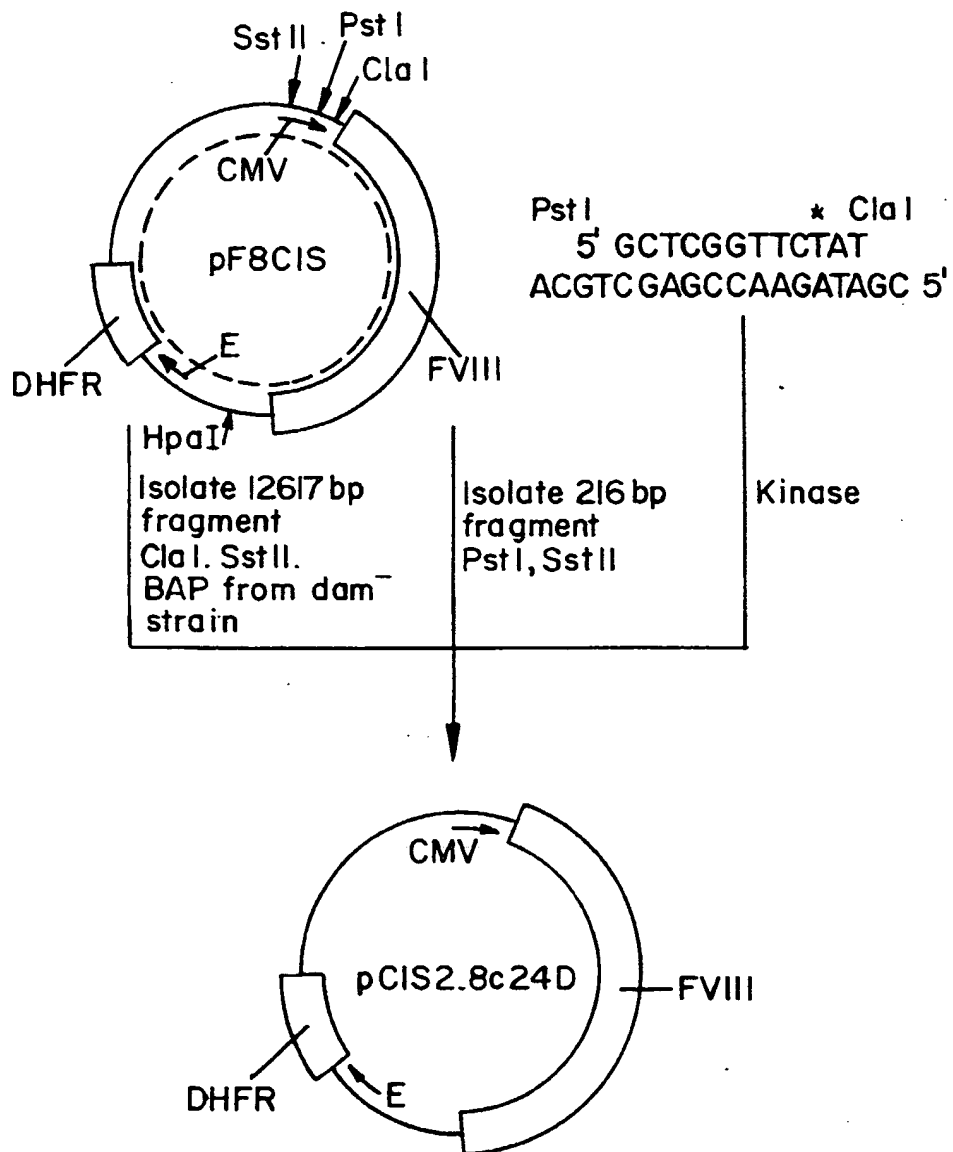 Sst II
Pst I
Cla I
CMV
pF8CIS
E
DHFR
FVIII
HpaI
Pst I * Cla I
5' GCTCGGTTCTAT
ACGTCGAGCCAAGATAGC 5'
Isolate 12617 bp
fragment
Cla I. Sst II.
BAP from dam⁻
strain
Isolate 216 bp
fragment
Pst I, Sst II
Kinase
CMV
pCIS2.8c24D
FVIII
DHFR
E